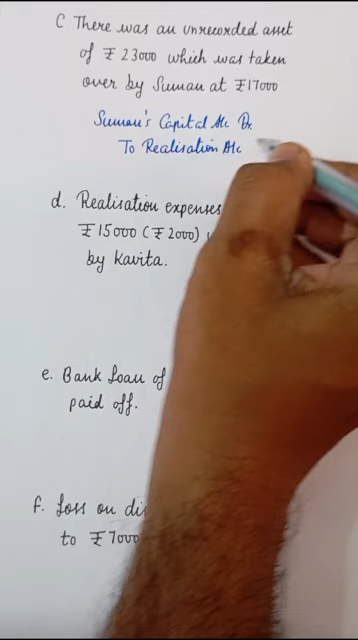 C There was an unrecorded asset
of ₹23000 which was taken
over by Suman at ₹17000
Suman's Capital A/c Dr.
To Realisation A/c
d. Realisation expenses
₹15000 (₹2000)
by Kavita.
e. Bank Loan of
paid off.
f. Loss on
to ₹7000